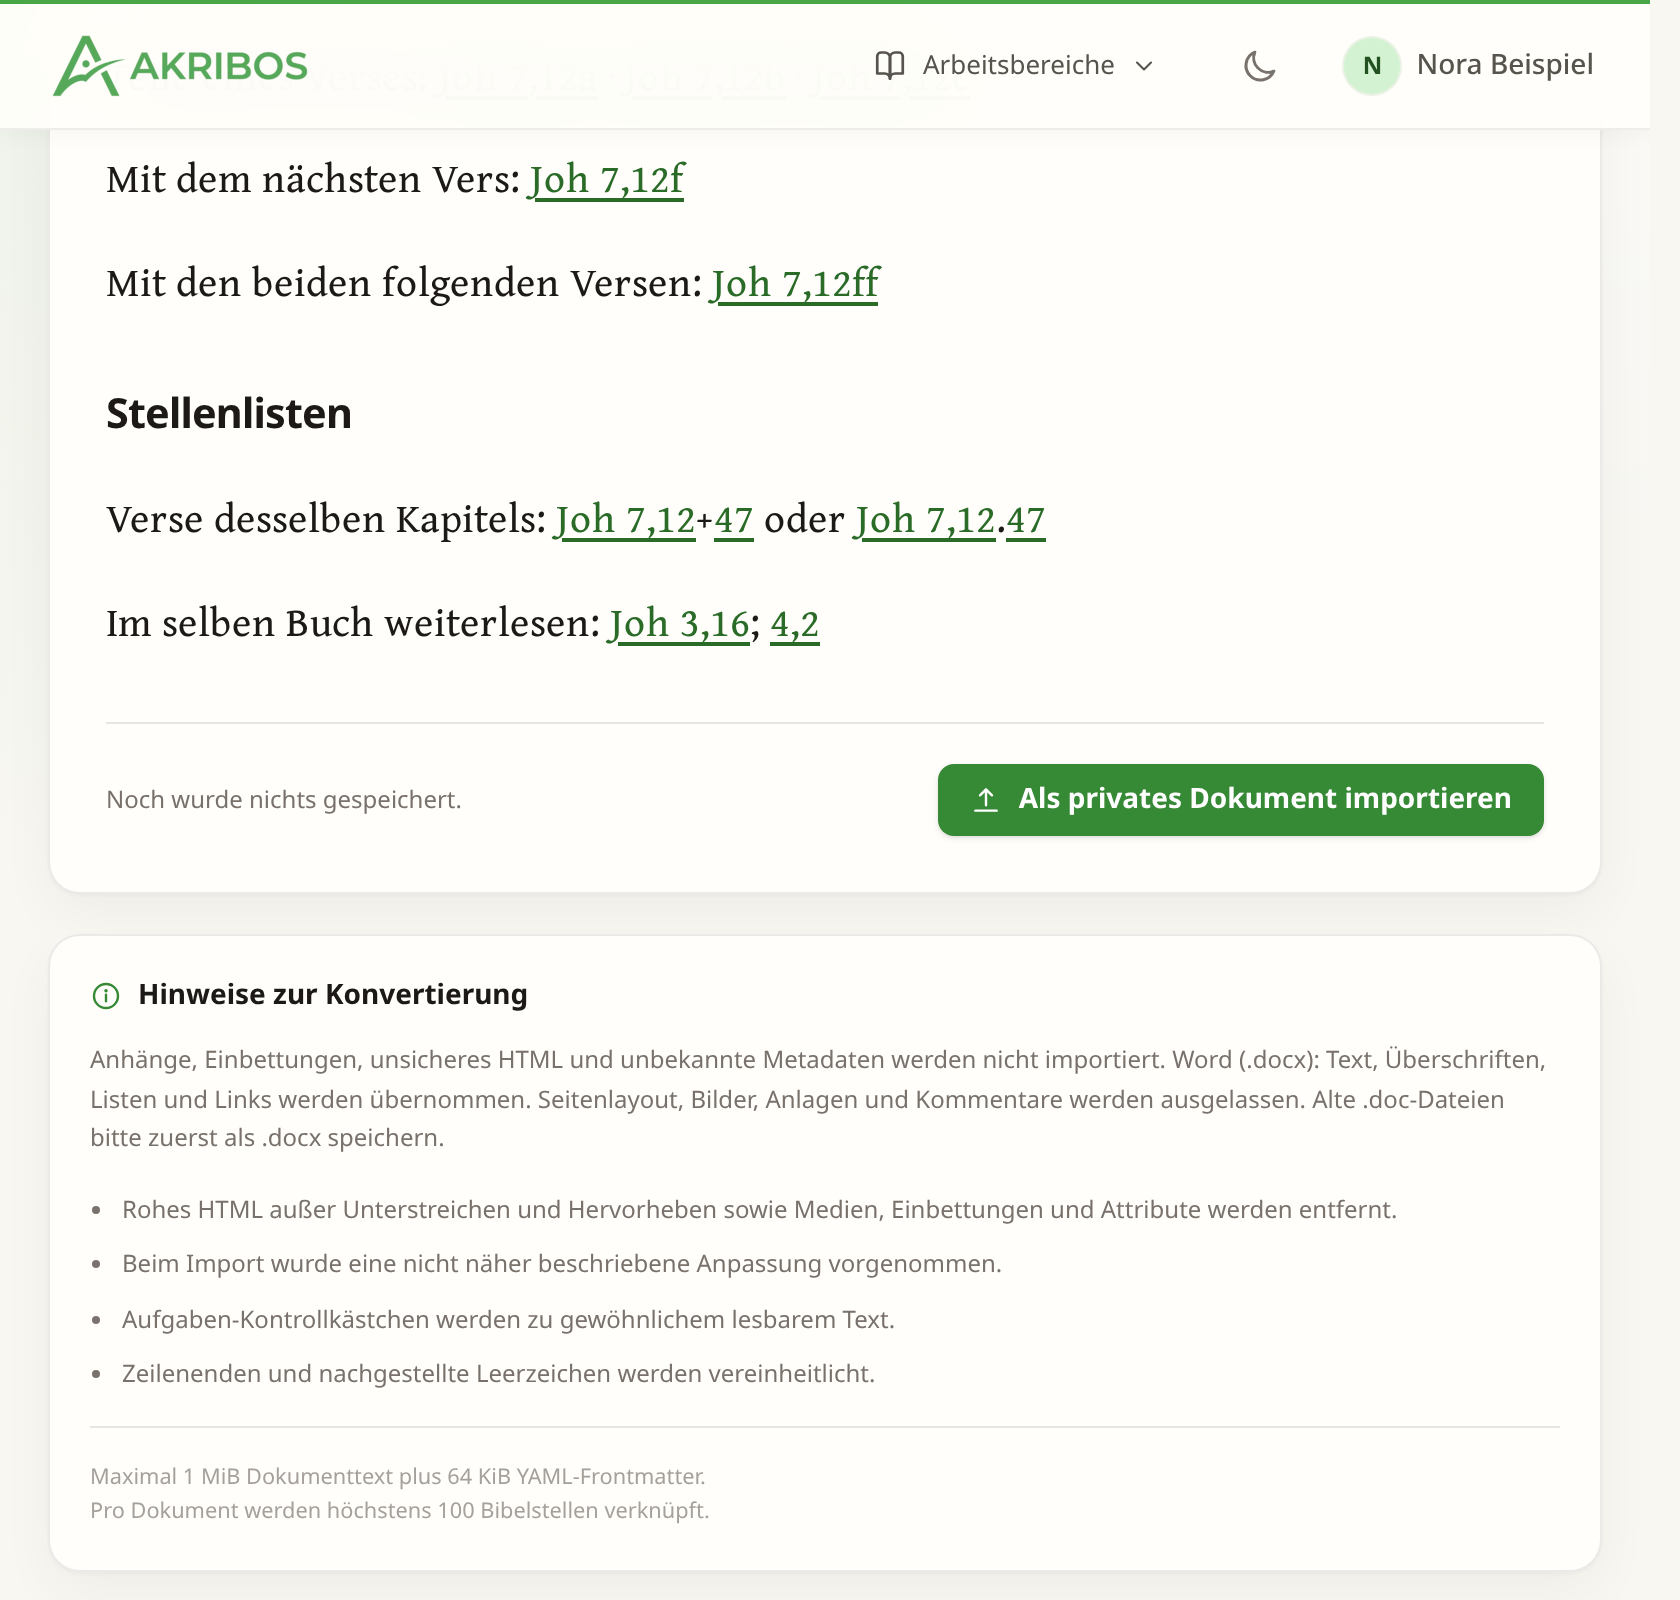 AKRIBOS
Arbeitsbereiche
N
Nora Beispiel
Mit dem nächsten Vers: Joh 7,12f
Mit den beiden folgenden Versen: Joh 7,12ff
Stellenlisten
Verse desselben Kapitels: Joh 7,12+47 oder Joh 7,12.47
Im selben Buch weiterlesen: Joh 3,16; 4,2
Noch wurde nichts gespeichert.
Als privates Dokument importieren
Hinweise zur Konvertierung
Anhänge, Einbettungen, unsicheres HTML und unbekannte Metadaten werden nicht importiert. Word (.docx): Text, Überschriften,
Listen und Links werden übernommen. Seitenlayout, Bilder, Anlagen und Kommentare werden ausgelassen. Alte .doc-Dateien
bitte zuerst als .docx speichern.
• Rohes HTML außer Unterstreichen und Hervorheben sowie Medien, Einbettungen und Attribute werden entfernt.
• Beim Import wurde eine nicht näher beschriebene Anpassung vorgenommen.
• Aufgaben-Kontrollkästchen werden zu gewöhnlichem lesbarem Text.
• Zeilenenden und nachgestellte Leerzeichen werden vereinheitlicht.
Maximal 1 MiB Dokumenttext plus 64 KiB YAML-Frontmatter.
Pro Dokument werden höchstens 100 Bibelstellen verknüpft.